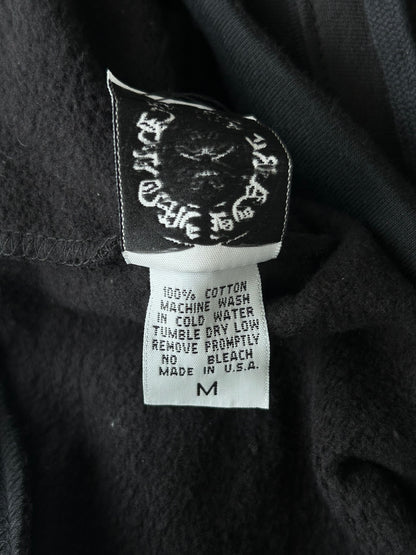 100% COTTON
MACHINE WASH
IN COLD WATER
TUMBLE DRY LOW
REMOVE PROMPTLY
NO BLEACH
MADE IN U.S.A.
M